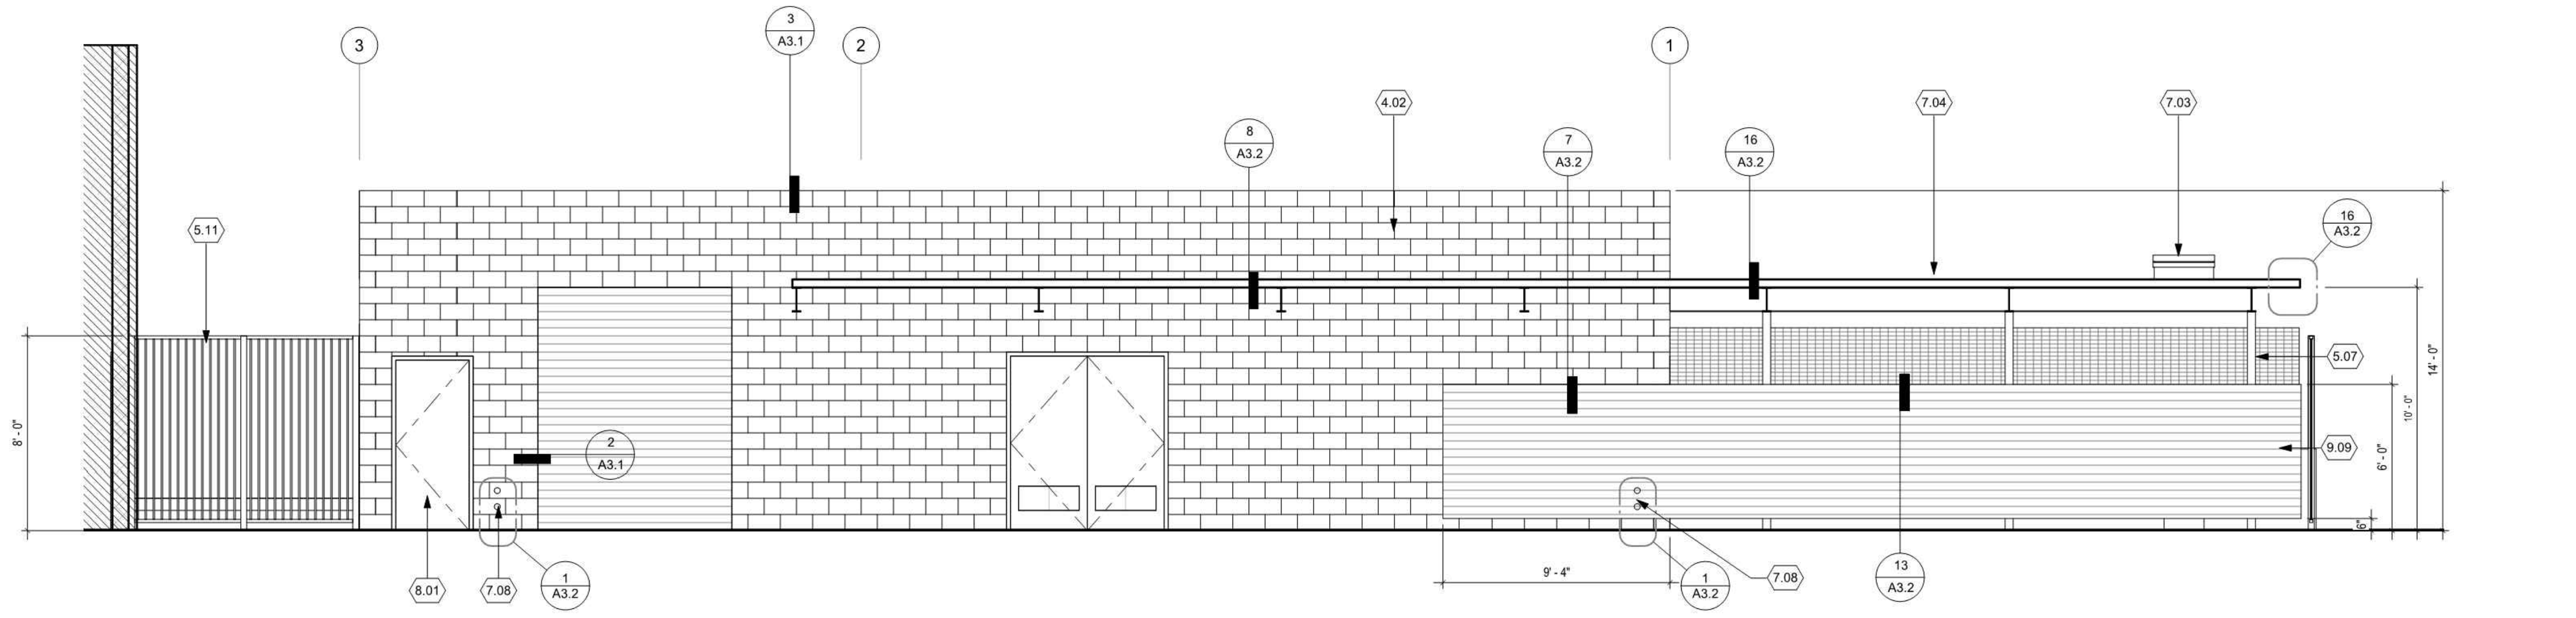 3
A3.1
3
2
1
4.02
7.04
7.03
8
A3.2
7
A3.2
16
A3.2
5.11
16
A3.2
5.07
14' - 0"
10' - 0"
8' - 0"
2
A3.1
9.09
6' - 0"
6"
9' - 4"
8.01
7.08
1
A3.2
1
A3.2
7.08
13
A3.2